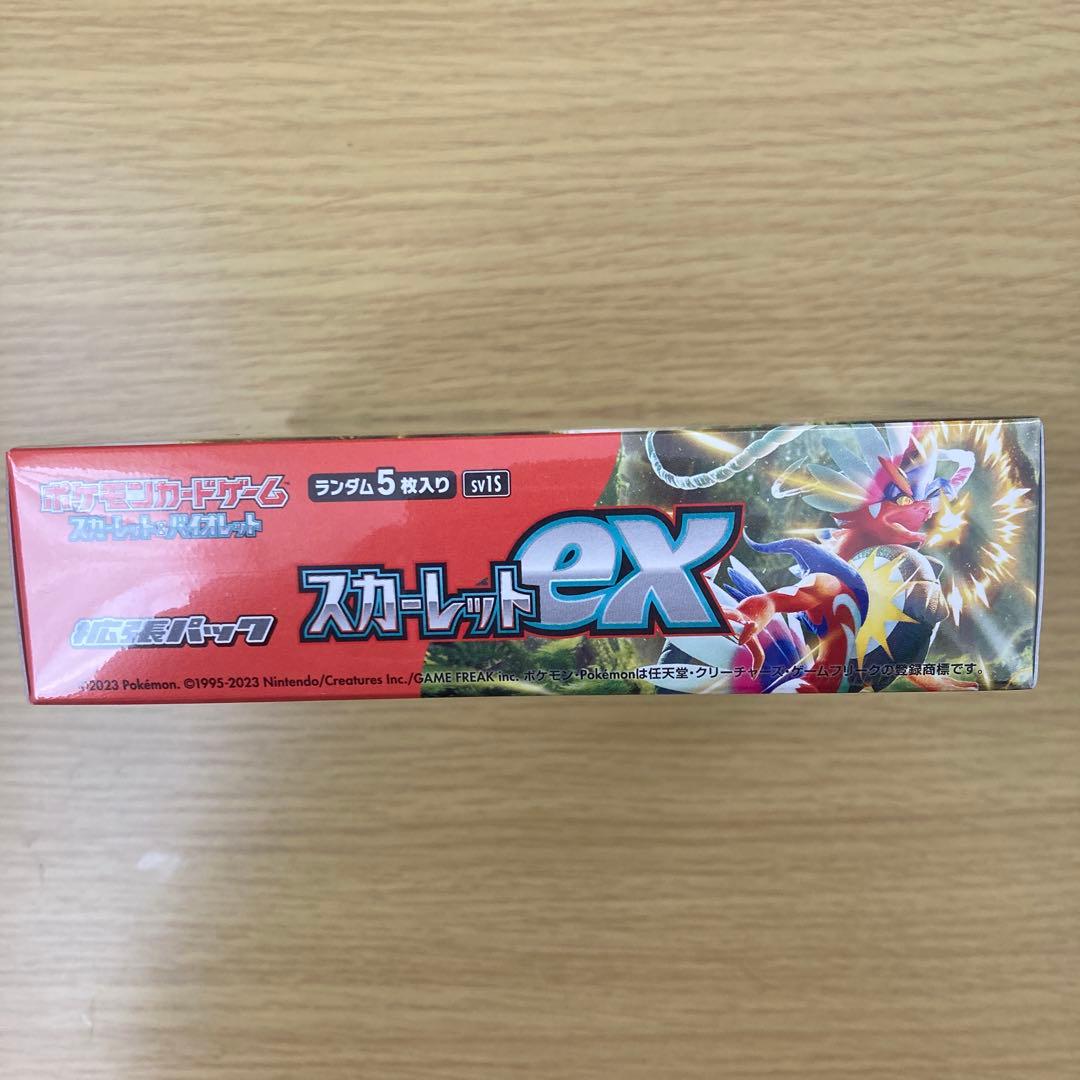 ポケモンカードゲーム
スカーレット&バイオレット
ランダム5枚入り
SV1S
拡張パック
スカーレットex
©2023 Pokémon. ©1995-2023 Nintendo/Creatures Inc./GAME FREAK inc. ポケモン・Pokémonは任天堂・クリーチャーズ・ゲームフリークの登録商標です。